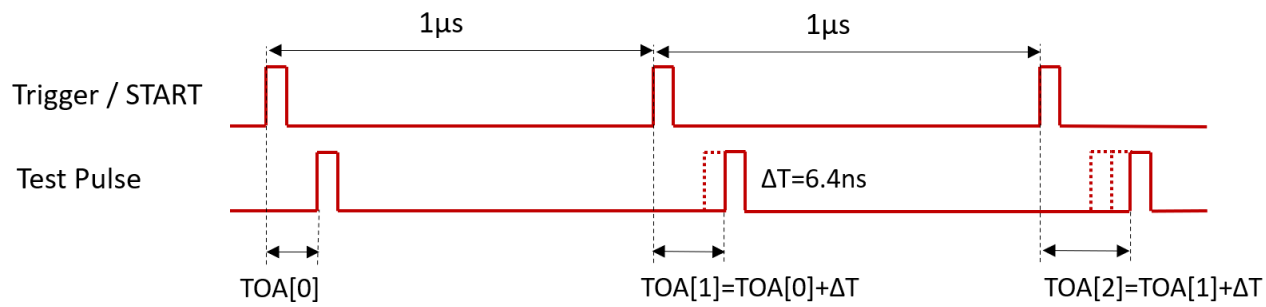 1μs
1μs
Trigger / START
Test Pulse
ΔT=6.4ns
TOA[0]
TOA[1]=TOA[0]+ΔT
TOA[2]=TOA[1]+ΔT